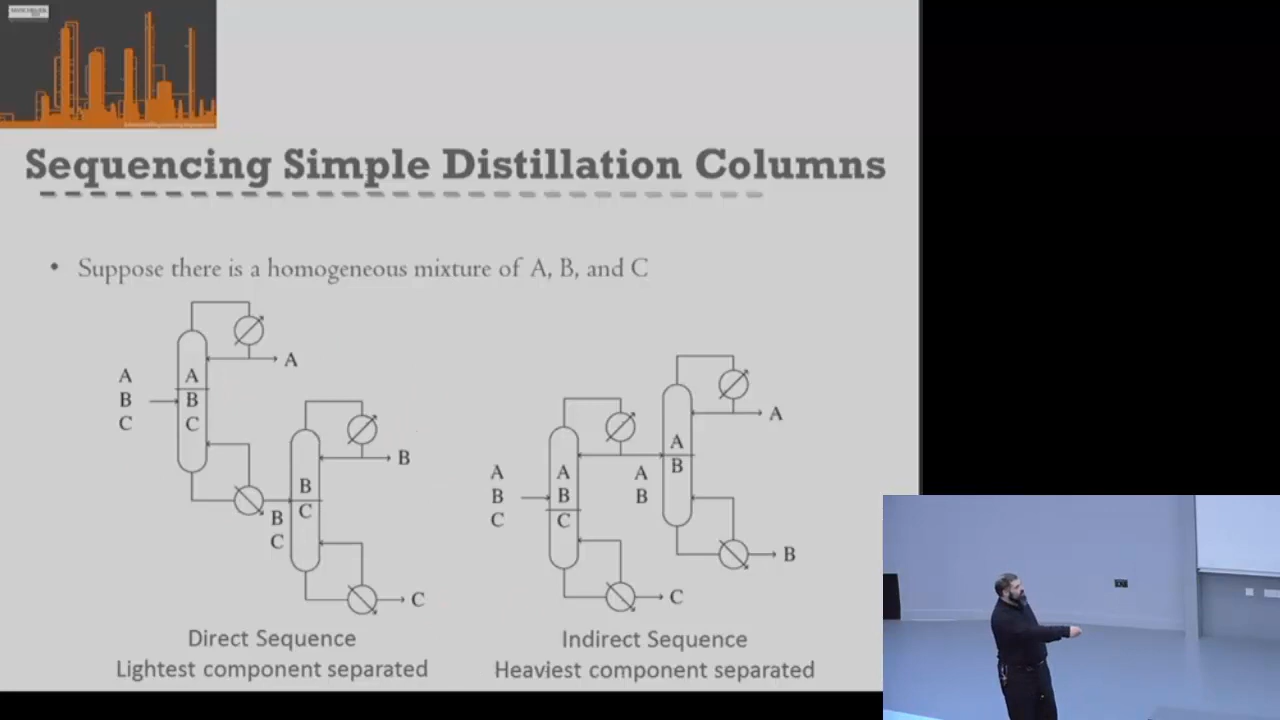 Sequencing Simple Distillation Columns
• Suppose there is a homogeneous mixture of A, B, and C
A
B
C
A
B
C
A
B
C
B
C
B
C
A
B
C
A
B
C
A
B
A
B
A
B
C
Direct Sequence
Lightest component separated
Indirect Sequence
Heaviest component separated